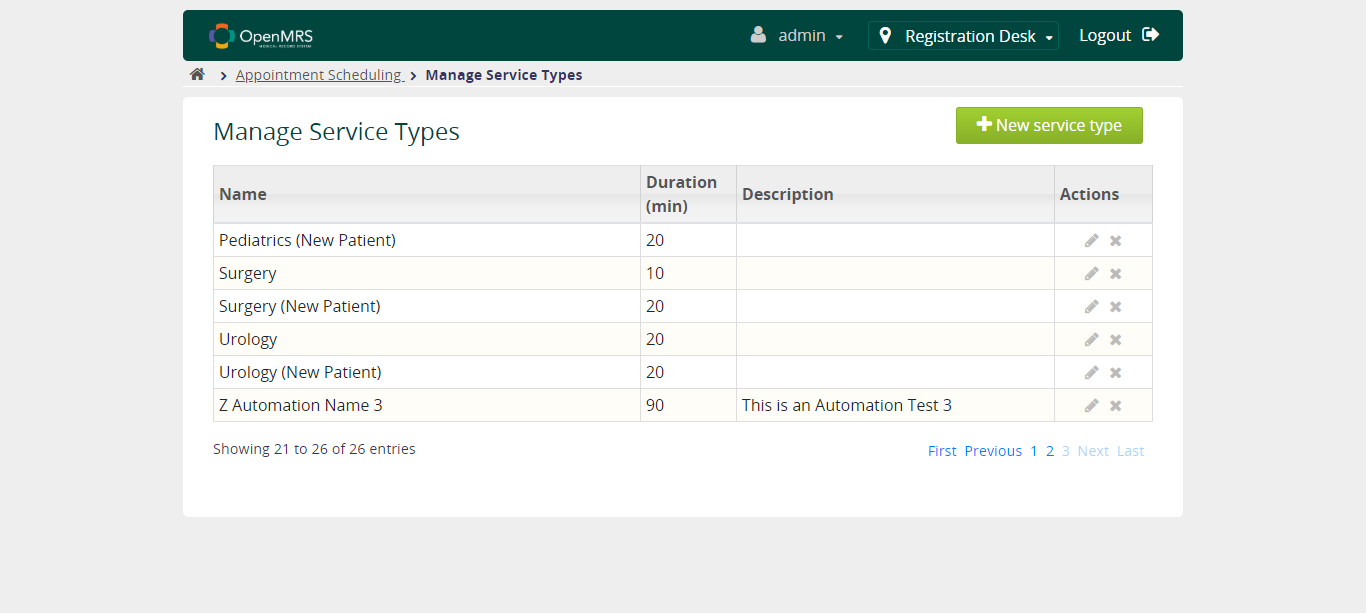 OpenMRS
MEDICAL RECORD SYSTEM
admin
Registration Desk
Logout
Appointment Scheduling
Manage Service Types
Manage Service Types
New service type
Name
Duration (min)
Description
Actions
Pediatrics (New Patient) 20
Surgery 10
Surgery (New Patient) 20
Urology 20
Urology (New Patient) 20
Z Automation Name 3 90 This is an Automation Test 3
Showing 21 to 26 of 26 entries
First Previous 1 2 3 Next Last